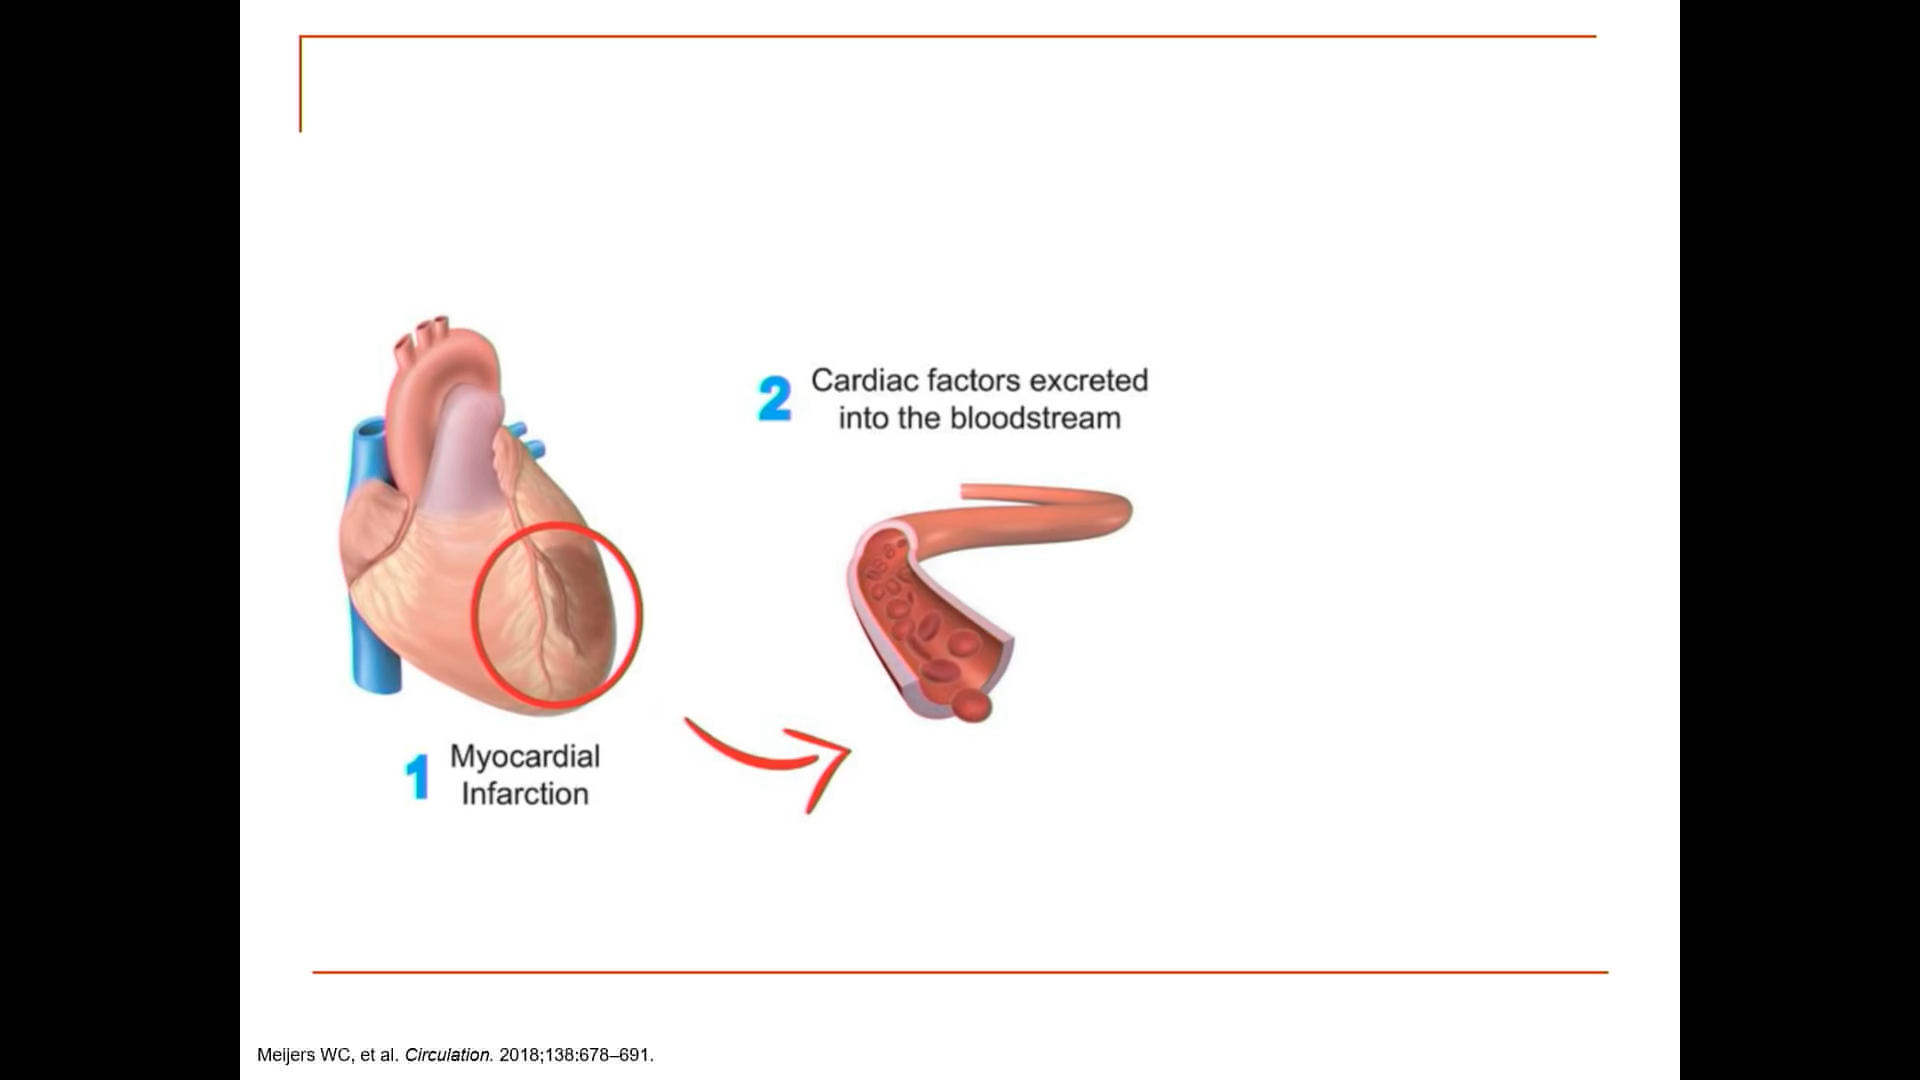 2 Cardiac factors excreted
into the bloodstream
1 Myocardial
Infarction
Meijers WC, et al. Circulation. 2018;138:678–691.